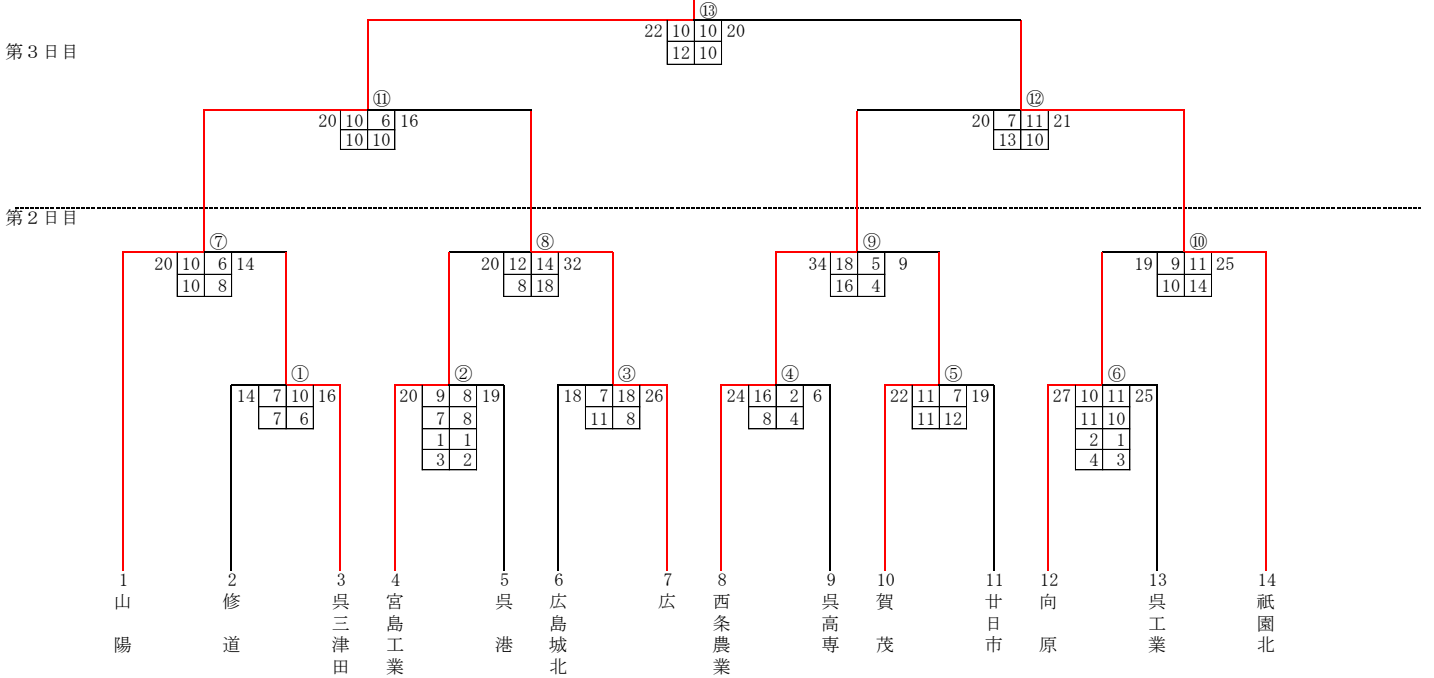 ⑬
22 10 10 20
12 10
第３日目
⑪ ⑫
20 10 6 16 20 7 11 21
10 10 13 10
第２日目
⑦ ⑧ ⑨ ⑩
20 10 6 14 20 12 14 32 34 18 5 9 19 9 11 25
10 8 8 18 16 4 10 14
① ② ③ ④ ⑤ ⑥
14 7 10 16 20 9 8 19 18 7 18 26 24 16 2 6 22 11 7 19 27 10 11 25
7 6 7 8 11 8 8 4 11 12 11 10
1 1 2 1
3 2 4 3
1 2 3 4 5 6 7 8 9 10 11 12 13 14
山陽
修道
呉三津田
宮島工業
呉港
広島城北
広
西条農業
呉高専
賀茂
廿日市
向原
呉工業
祇園北